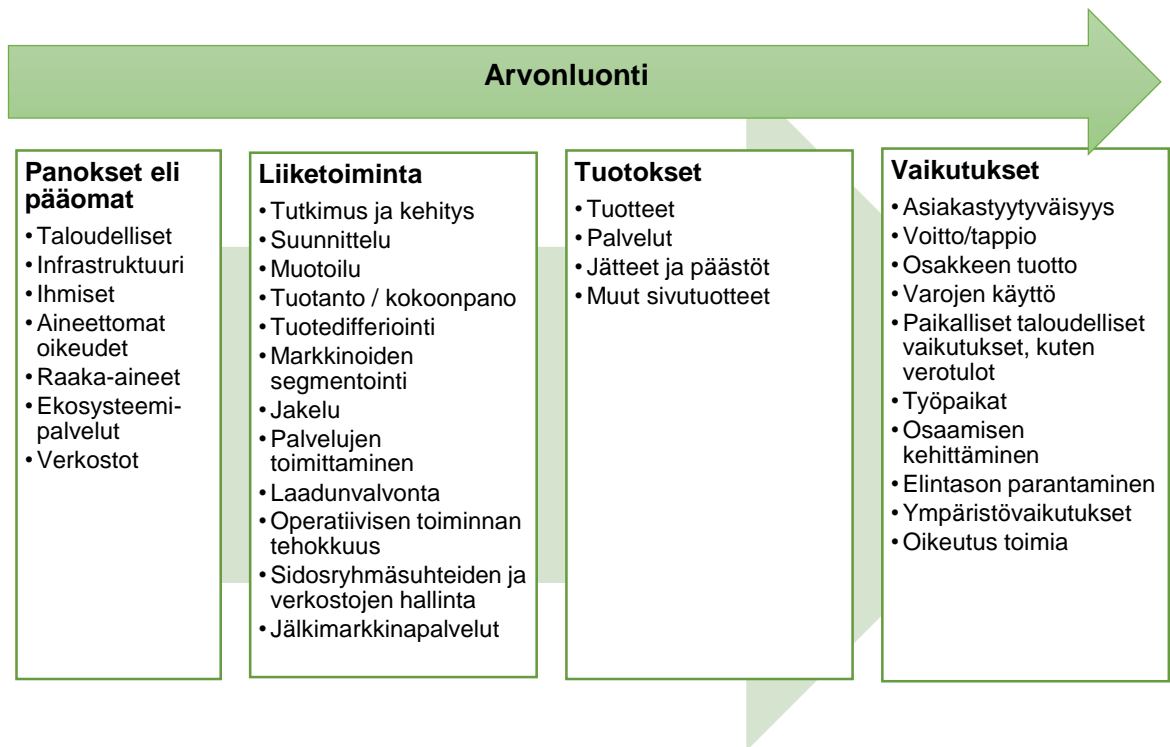 Arvonluonti
Panokset eli
pääomat
• Taloudelliset
• Infrastruktuuri
• Ihmiset
• Aineettomat
oikeudet
• Raaka-aineet
• Ekosysteemi-
palvelut
• Verkostot
Liiketoiminta
• Tutkimus ja kehitys
• Suunnittelu
• Muotoilu
• Tuotanto / kokoonpano
• Tuotedifferiointi
• Markkinoiden
segmentointi
• Jakelu
• Palvelujen
toimittaminen
• Laadunvalvonta
• Operatiivisen toiminnan
tehokkuus
• Sidosryhmäsuhteiden ja
verkostojen hallinta
• Jälkimarkkinapalvelut
Tuotokset
• Tuotteet
• Palvelut
• Jätteet ja päästöt
• Muut sivutuotteet
Vaikutukset
• Asiakastyytyväisyys
• Voitto/tappio
• Osakkeen tuotto
• Varojen käyttö
• Paikalliset taloudelliset
vaikutukset, kuten
verotulot
• Työpaikat
• Osaamisen
kehittäminen
• Elintason parantaminen
• Ympäristövaikutukset
• Oikeutus toimia